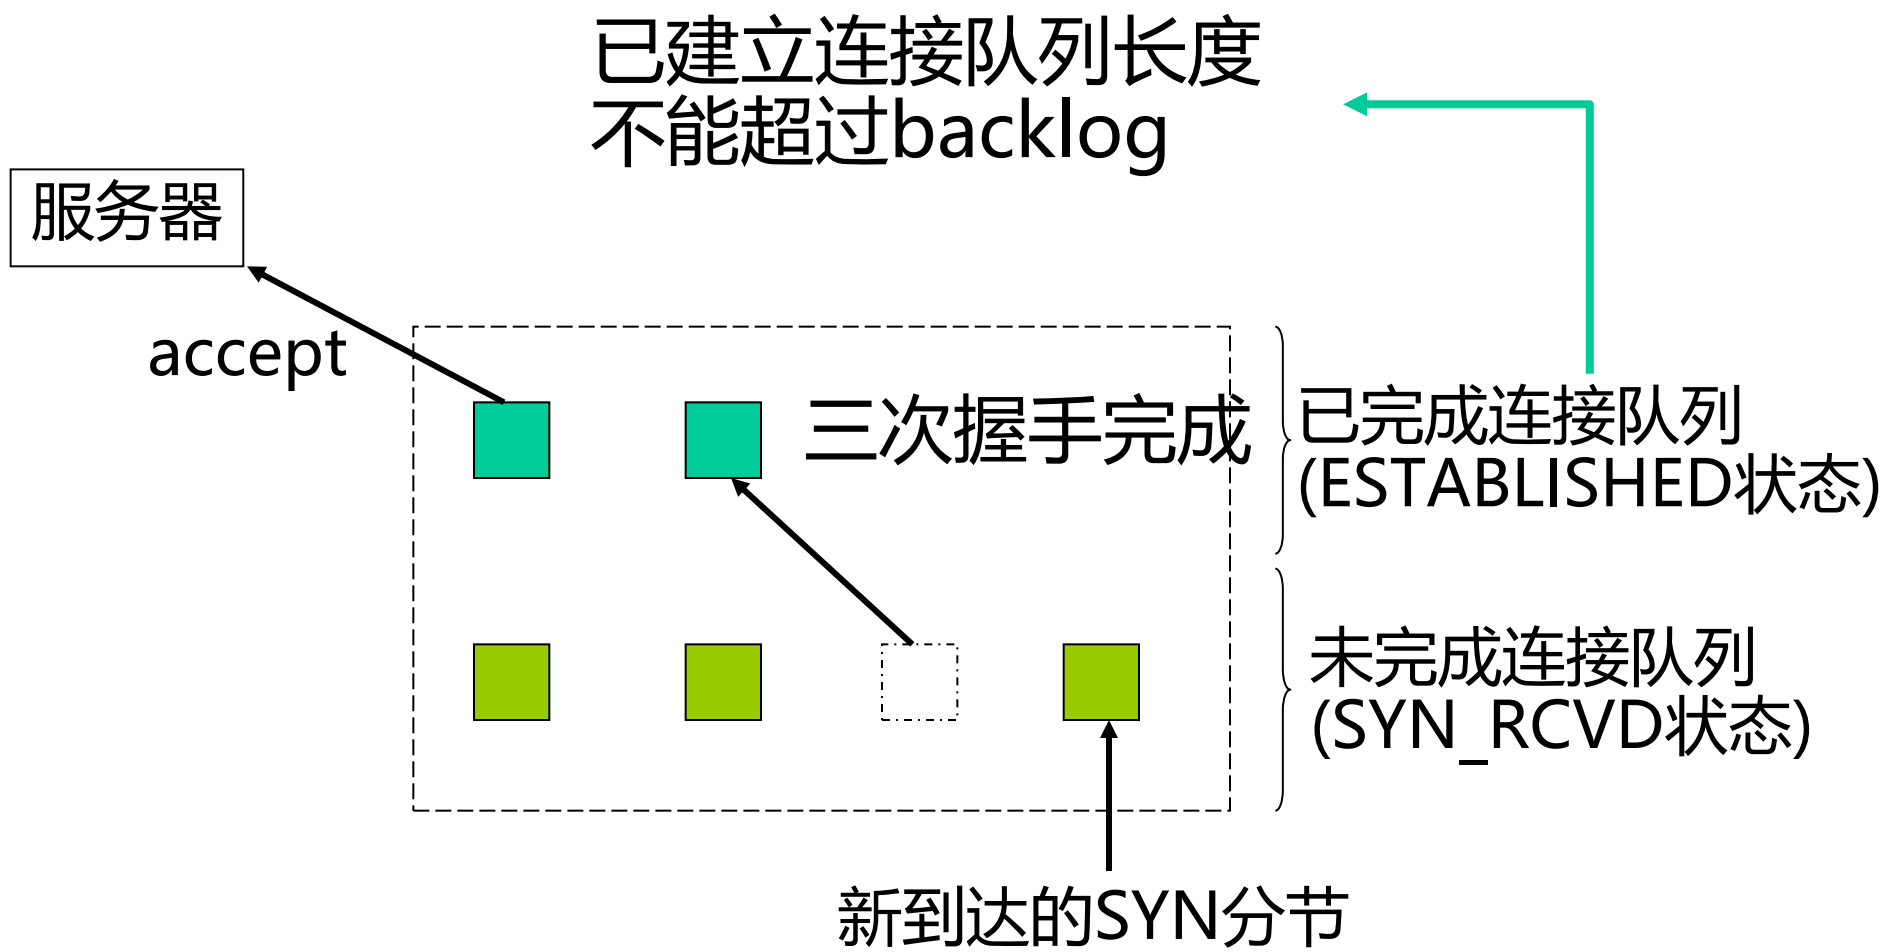 已建立连接队列长度
不能超过backlog
服务器
accept
三次握手完成
已完成连接队列
(ESTABLISHED状态)
未完成连接队列
(SYN_RCVD状态)
新到达的SYN分节